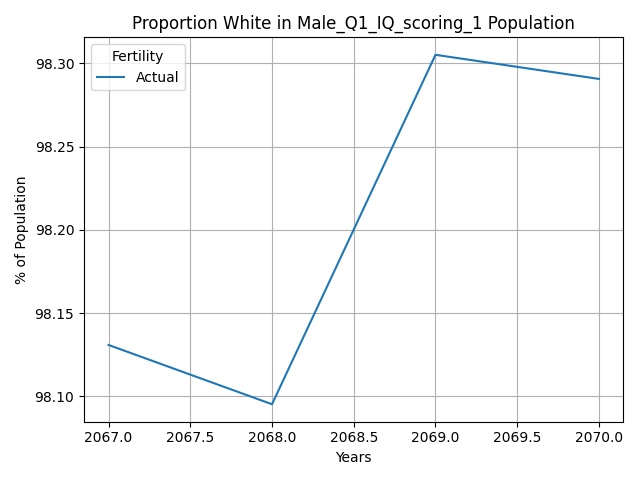 Proportion White in Male_Q1_IQ_scoring_1 Population
Fertility
Actual
% of Population
98.30
98.25
98.20
98.15
98.10
2067.0 2067.5 2068.0 2068.5 2069.0 2069.5 2070.0
Years